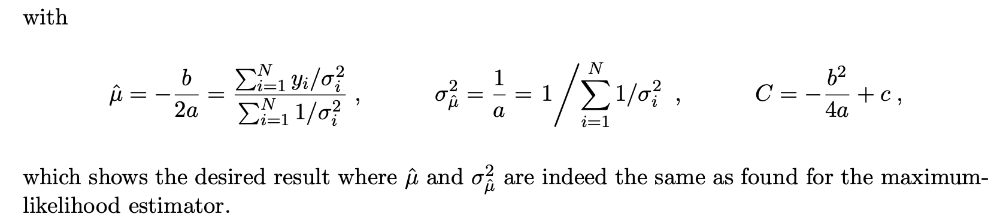 with
$\hat{\mu} = -\frac{b}{2a} = \frac{\sum_{i=1}^{N} y_i/\sigma_i^2}{\sum_{i=1}^{N} 1/\sigma_i^2}\ , \qquad \sigma_{\hat{\mu}}^2 = \frac{1}{a} = 1 \Big/ \sum_{i=1}^{N} 1/\sigma_i^2\ , \qquad C = -\frac{b^2}{4a} + c\,,$
which shows the desired result where $\hat{\mu}$ and $\sigma_{\hat{\mu}}^2$ are indeed the same as found for the maximum-
likelihood estimator.